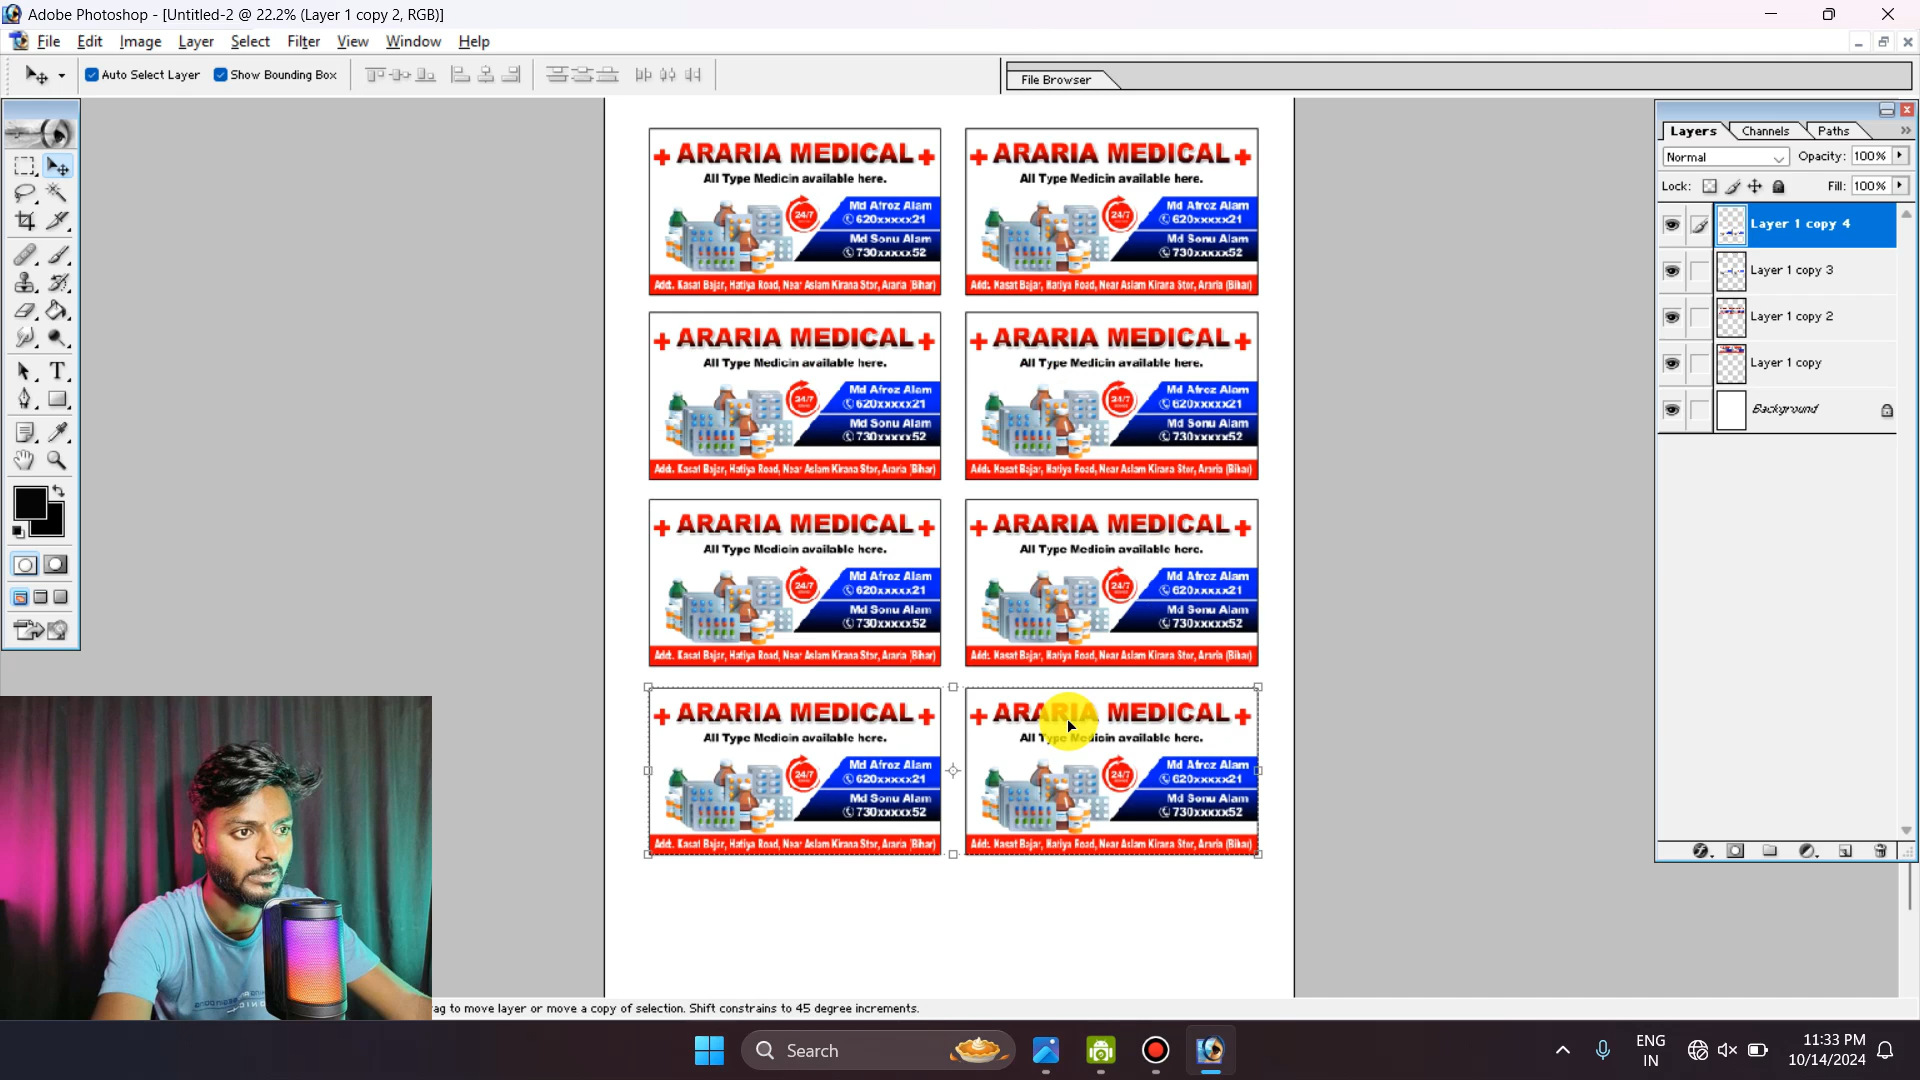 Adobe Photoshop - [Untitled-2 @ 22.2% (Layer 1 copy 2, RGB)]
File Edit Image Layer Select Filter View Window Help
Auto Select Layer Show Bounding Box
File Browser
ARARIA MEDICAL
All Type Medicin available here.
24/7
Md Afroz Alam
620xxxxx21
Md Sonu Alam
730xxxxx52
Add:. Kasat Bajar, Hatiya Road, Near Aslam Kirana Stor, Araria (Bihar)
ARARIA MEDICAL
All Type Medicin available here.
24/7
Md Afroz Alam
620xxxxx21
Md Sonu Alam
730xxxxx52
Add:. Kasat Bajar, Hatiya Road, Near Aslam Kirana Stor, Araria (Bihar)
ARARIA MEDICAL
All Type Medicin available here.
24/7
Md Afroz Alam
620xxxxx21
Md Sonu Alam
730xxxxx52
Add:. Kasat Bajar, Hatiya Road, Near Aslam Kirana Stor, Araria (Bihar)
ARARIA MEDICAL
All Type Medicin available here.
24/7
Md Afroz Alam
620xxxxx21
Md Sonu Alam
730xxxxx52
Add:. Kasat Bajar, Hatiya Road, Near Aslam Kirana Stor, Araria (Bihar)
ARARIA MEDICAL
All Type Medicin available here.
24/7
Md Afroz Alam
620xxxxx21
Md Sonu Alam
730xxxxx52
Add:. Kasat Bajar, Hatiya Road, Near Aslam Kirana Stor, Araria (Bihar)
ARARIA MEDICAL
All Type Medicin available here.
24/7
Md Afroz Alam
620xxxxx21
Md Sonu Alam
730xxxxx52
Add:. Kasat Bajar, Hatiya Road, Near Aslam Kirana Stor, Araria (Bihar)
ARARIA MEDICAL
All Type Medicin available here.
24/7
Md Afroz Alam
620xxxxx21
Md Sonu Alam
730xxxxx52
Add:. Kasat Bajar, Hatiya Road, Near Aslam Kirana Stor, Araria (Bihar)
ARARIA MEDICAL
All Type Medicin available here.
24/7
Md Afroz Alam
620xxxxx21
Md Sonu Alam
730xxxxx52
Add:. Kasat Bajar, Hatiya Road, Near Aslam Kirana Stor, Araria (Bihar)
Layers Channels Paths
Normal Opacity: 100%
Lock: Fill: 100%
Layer 1 copy 4
Layer 1 copy 3
Layer 1 copy 2
Layer 1 copy
Background
ag to move layer or move a copy of selection. Shift constrains to 45 degree increments.
Search
ENG
IN
11:33 PM
10/14/2024